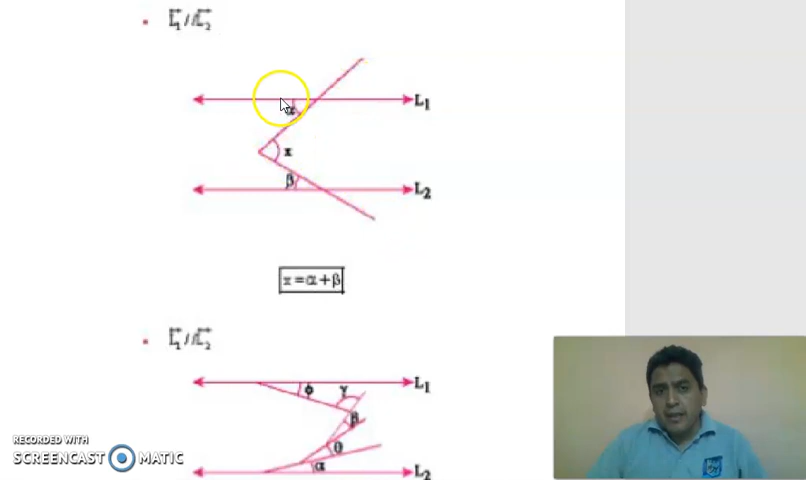 L₁ // L₂
L₁
α
x
β
L₂
x = α + β
L₁ // L₂
L₁
ϕ γ
β
θ
α
L₂
RECORDED WITH
SCREENCAST MATIC